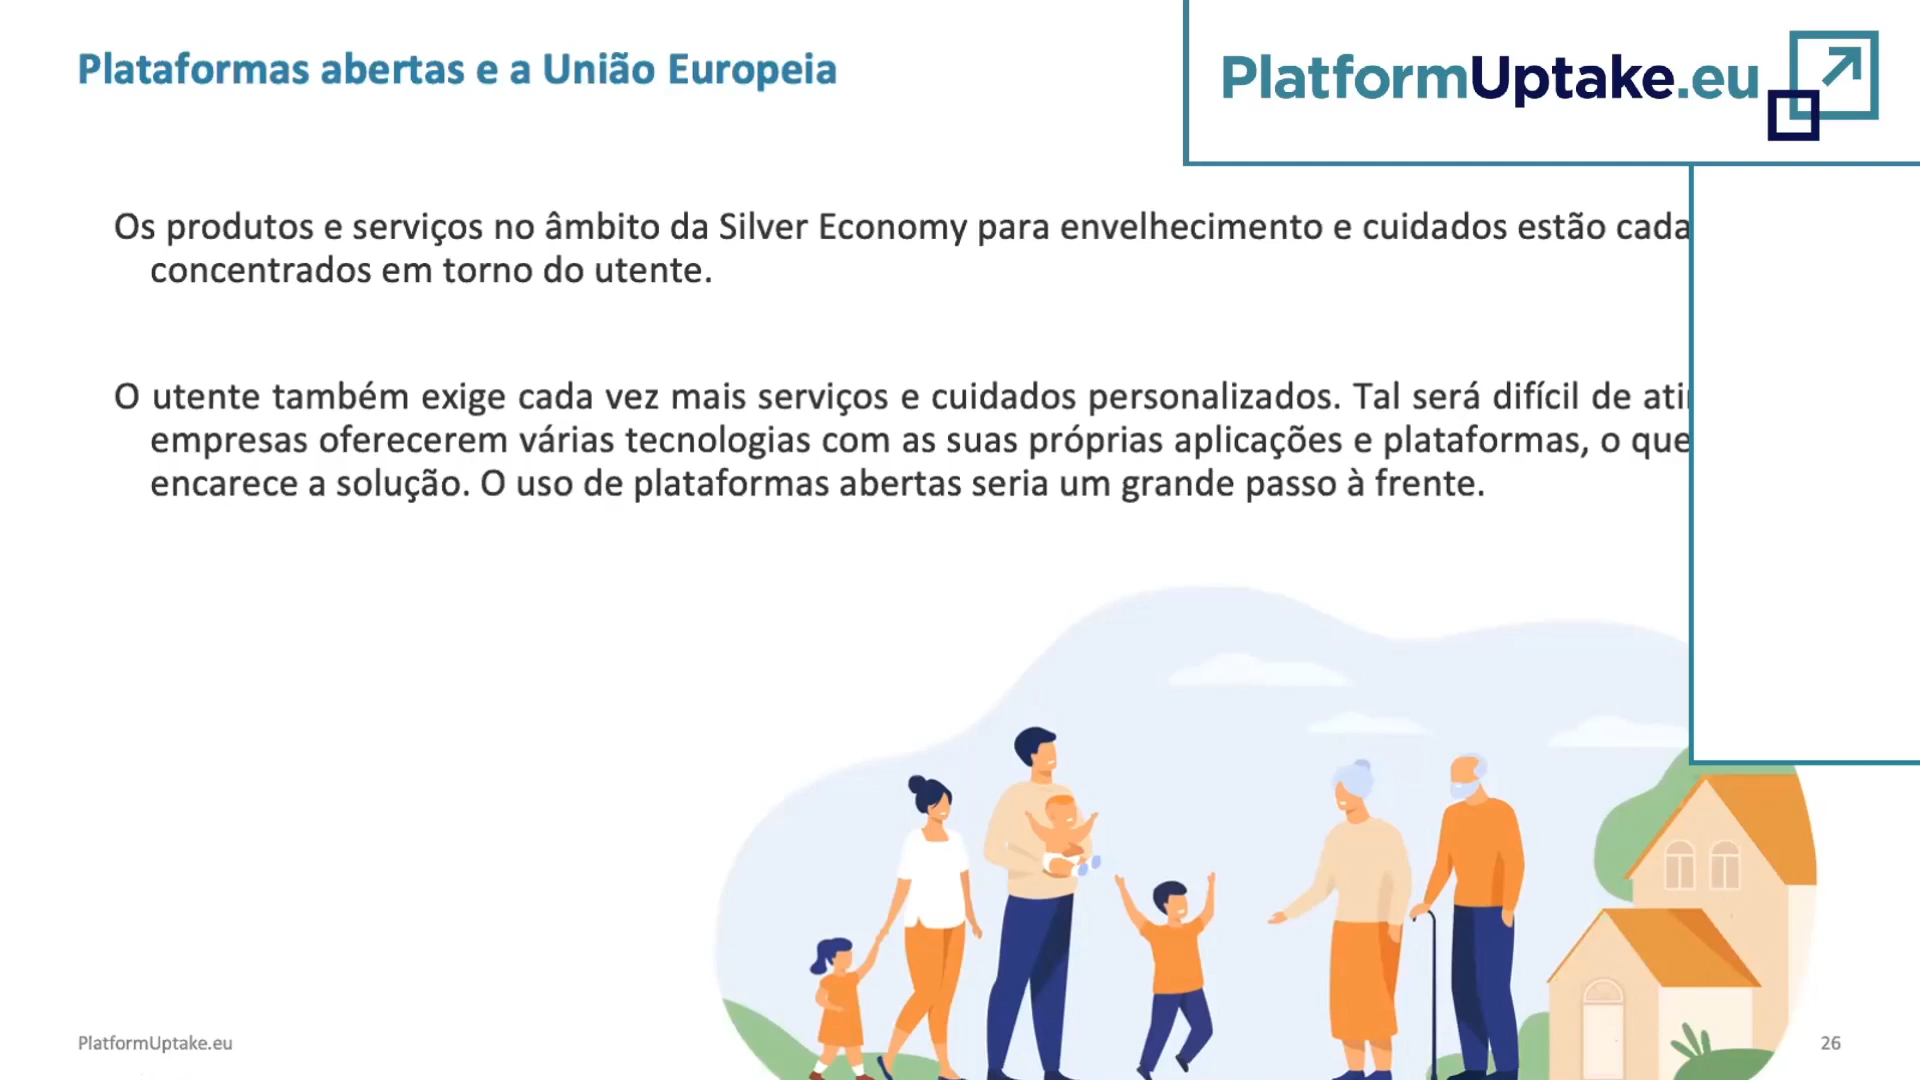 Plataformas abertas e a União Europeia
PlatformUptake.eu
Os produtos e serviços no âmbito da Silver Economy para envelhecimento e cuidados estão cada
concentrados em torno do utente.
O utente também exige cada vez mais serviços e cuidados personalizados. Tal será difícil de
empresas oferecerem várias tecnologias com as suas próprias aplicações e plataformas, o que
encarece a solução. O uso de plataformas abertas seria um grande passo à frente.
PlatformUptake.eu
26